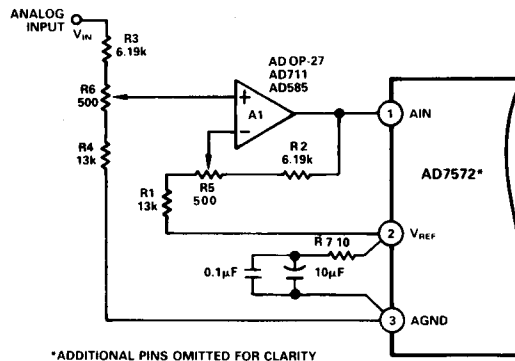 ANALOG
INPUT
VIN
R3
6.19k
R6
500
R4
13k
AD OP-27
AD711
AD585
+
A1
−
R2
6.19k
R5
500
R1
13k
1 AIN
AD7572*
2 VREF
R 7 10
0.1µF
10µF
3 AGND
*ADDITIONAL PINS OMITTED FOR CLARITY